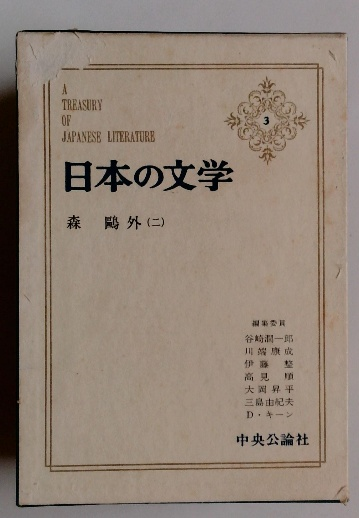 A
TREASURY
OF
JAPANESE LITERATURE
3
日本の文学
森 鷗外(二)
編集委員
谷崎潤一郎
川端康成
伊藤 整
高見 順
大岡昇平
三島由紀夫
D・キーン
中央公論社